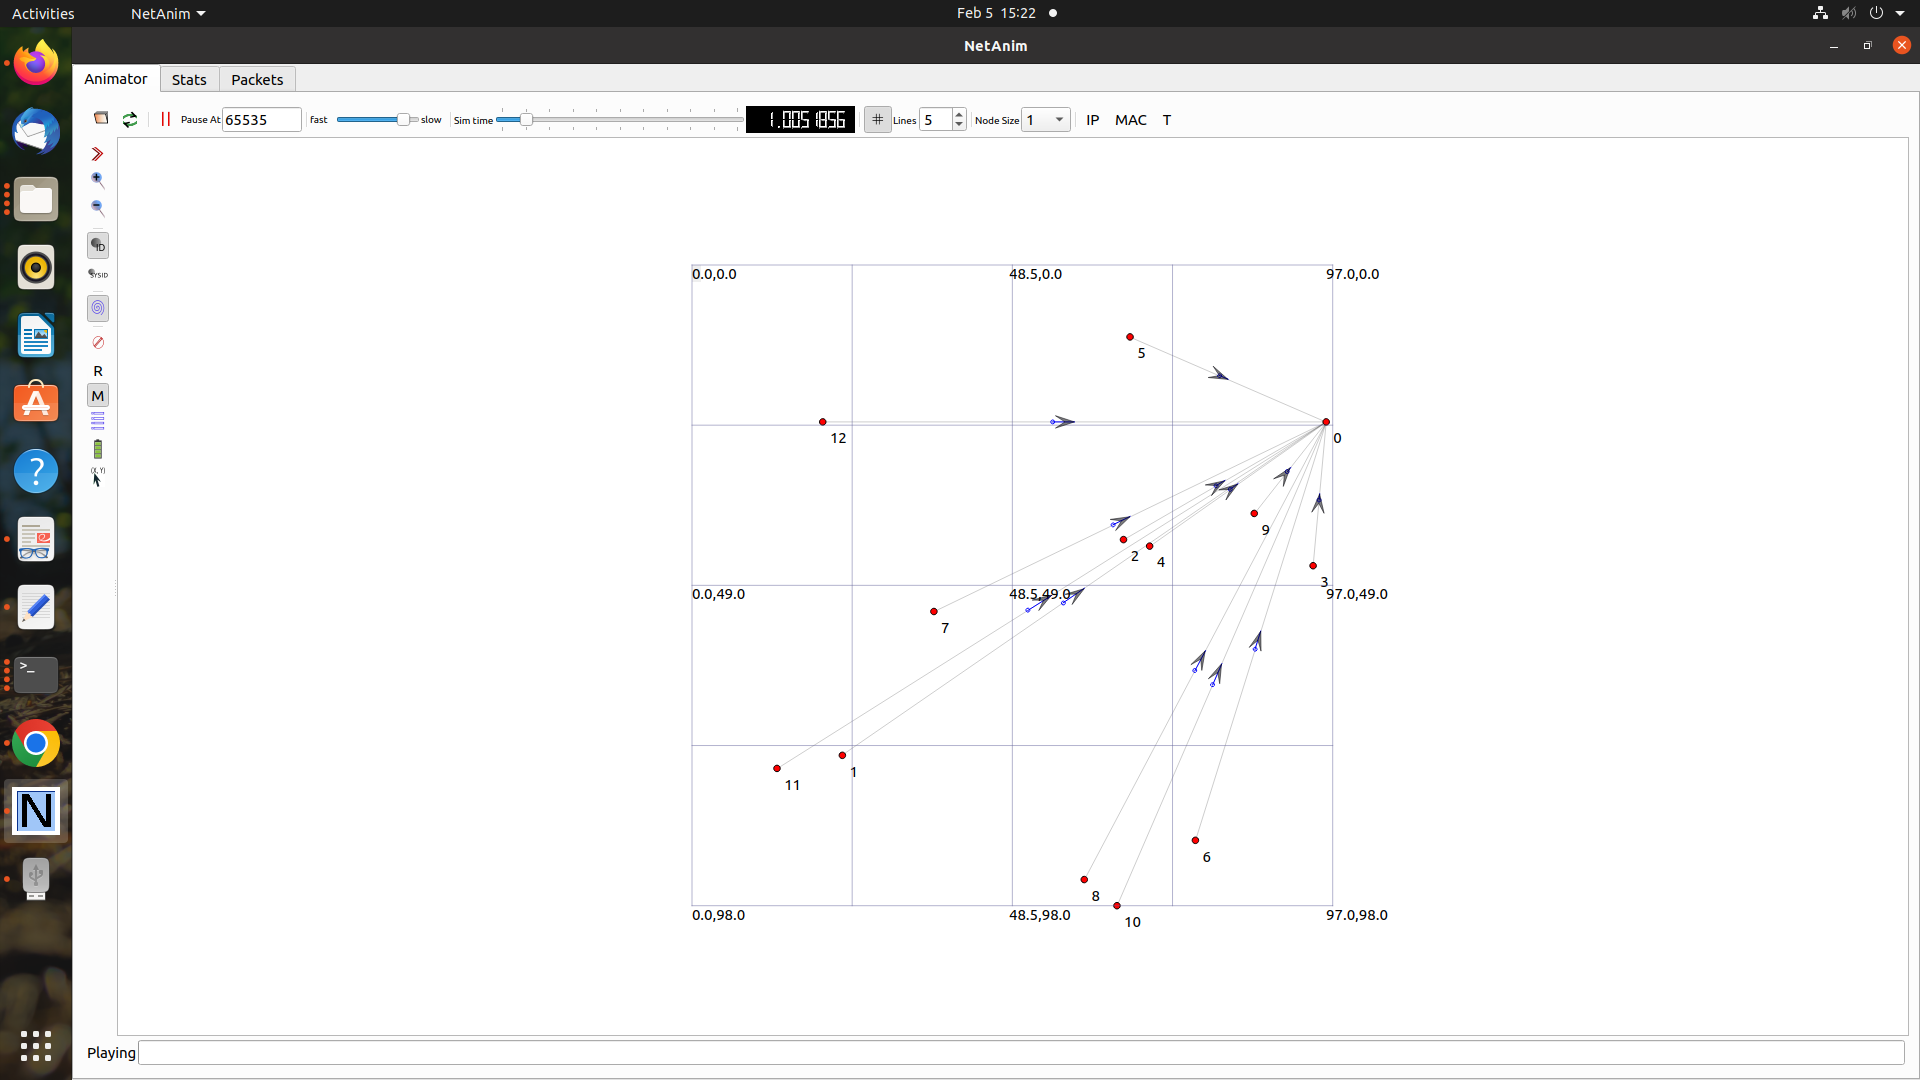 Activities NetAnim Feb 5 15:22
NetAnim
Animator Stats Packets
Pause At 65535 fast slow Sim time 1.005 1856 # Lines 5 Node Size 1 IP MAC T
ID
SYSID
R
M
(X, Y)
0.0,0.0 48.5,0.0 97.0,0.0
5
12 0
9
2 4
3
0.0,49.0 48.5,49.0 97.0,49.0
7
1
11
6
8
0.0,98.0 48.5,98.0 97.0,98.0
10
N
Playing